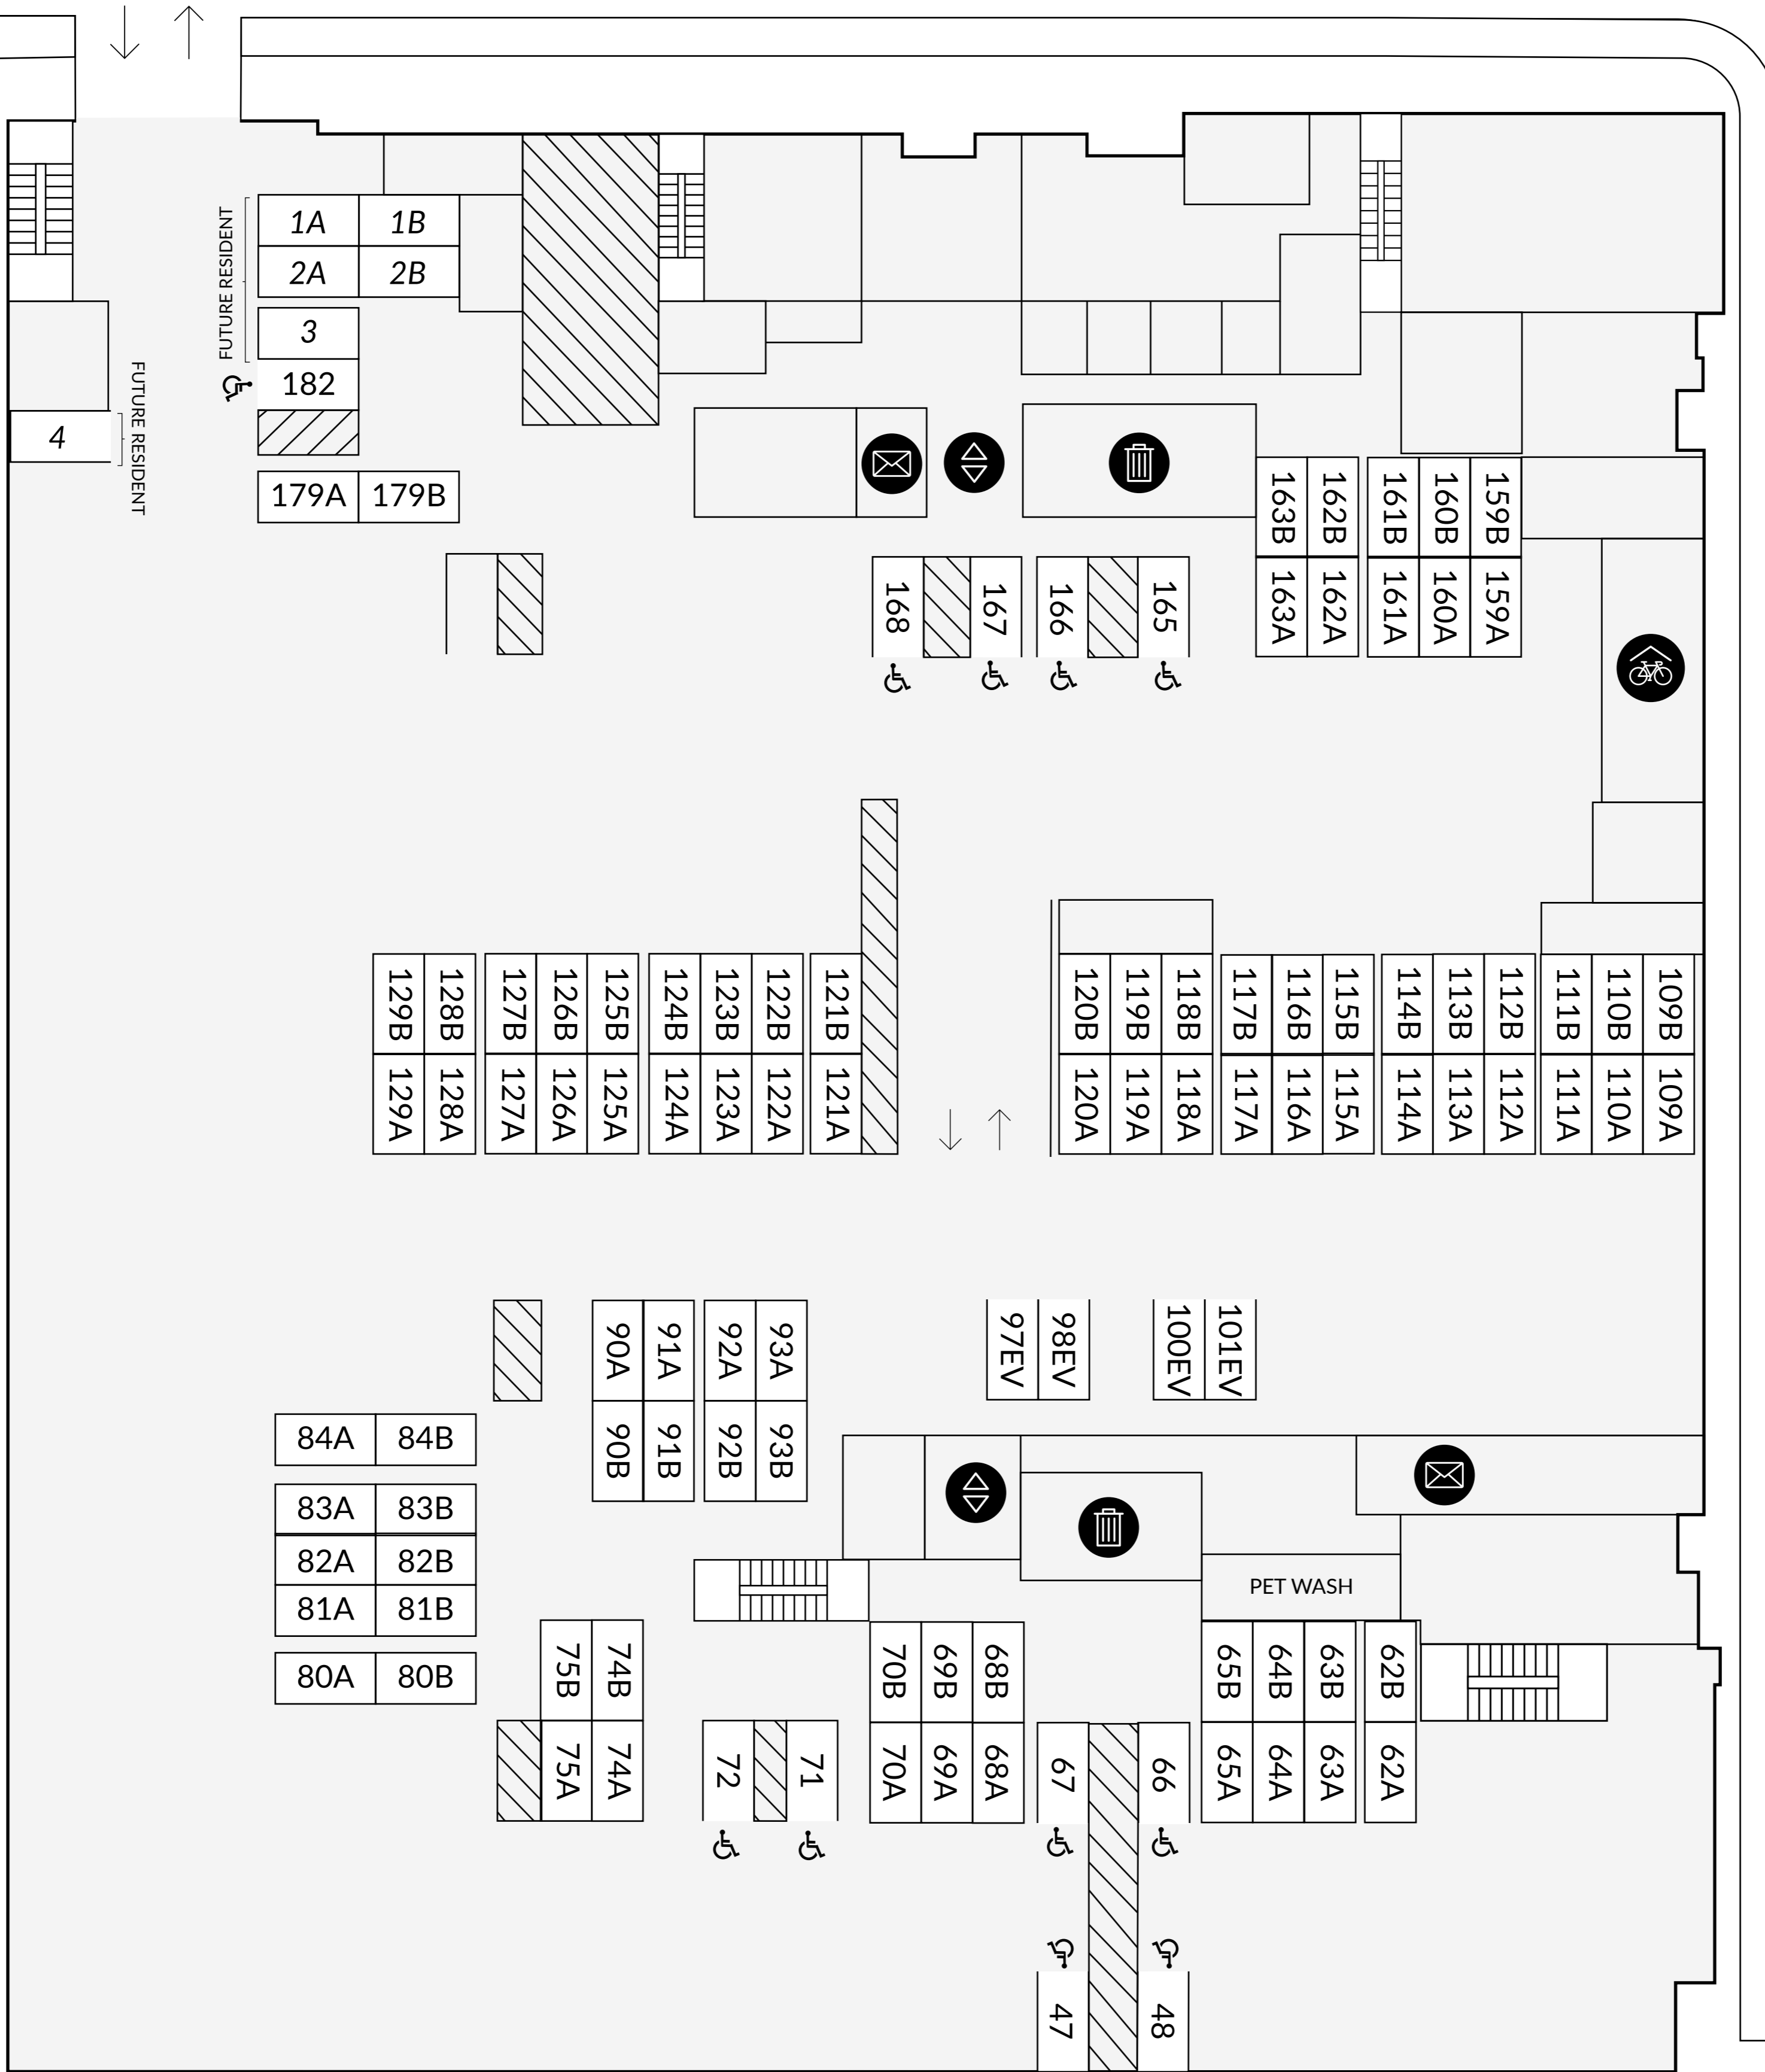 1A 1B
2A 2B
3
182
FUTURE RESIDENT
4
FUTURE RESIDENT
179A 179B
163B 162B 161B 160B 159B
163A 162A 161A 160A 159A
168 167 166 165
129B 128B 127B 126B 125B 124B 123B 122B 121B 120B 119B 118B 117B 116B 115B 114B 113B 112B 111B 110B 109B
129A 128A 127A 126A 125A 124A 123A 122A 121A 120A 119A 118A 117A 116A 115A 114A 113A 112A 111A 110A 109A
90A 91A 92A 93A 97EV 98EV 100EV 101EV
90B 91B 92B 93B
84A 84B
83A 83B
82A 82B
81A 81B
80A 80B
PET WASH
75B 74B 70B 69B 68B 65B 64B 63B 62B
75A 74A 72 71 70A 69A 68A 67 66 65A 64A 63A 62A
47 48